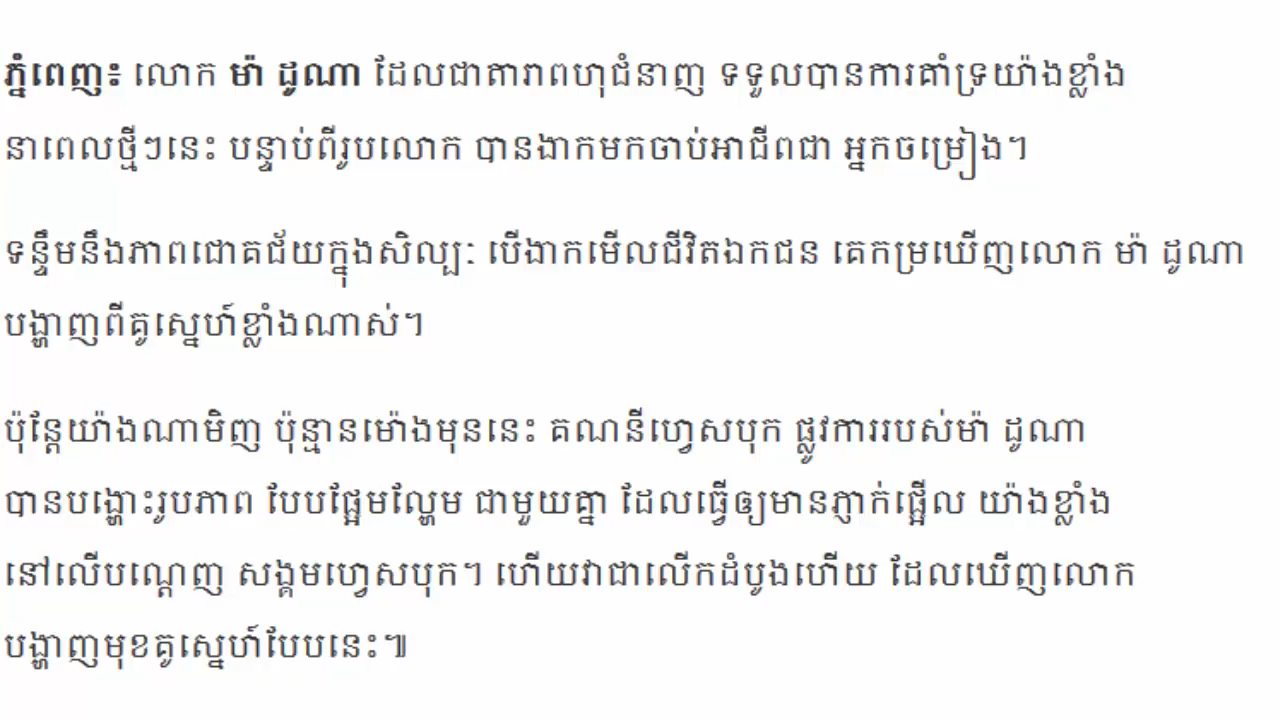 ភ្នំពេញ៖ លោក ម៉ា ដូណា ដែលជាតារាពហុជំនាញ ទទួលបានការគាំទ្រយ៉ាងខ្លាំង
នាពេលថ្មីៗនេះ បន្ទាប់ពីរូបលោក បានងាកមកចាប់អាជីពជា អ្នកចម្រៀង។
ទន្ទឹមនឹងភាពជោគជ័យក្នុងសិល្បៈ បើងាកមើលជីវិតឯកជន គេកម្រឃើញលោក ម៉ា ដូណា
បង្ហាញពីគូស្នេហ៍ខ្លាំងណាស់។
ប៉ុន្តែយ៉ាងណាមិញ ប៉ុន្មានម៉ោងមុននេះ គណនីហ្វេសបុក ផ្លូវការរបស់ម៉ា ដូណា
បានបង្ហោះរូបភាព បែបផ្អែមល្ហែម ជាមួយគ្នា ដែលធ្វើឲ្យមានភ្ញាក់ផ្អើល យ៉ាងខ្លាំង
នៅលើបណ្តេញ សង្គមហ្វេសបុក។ ហើយវាជាលើកដំបូងហើយ ដែលឃើញលោក
បង្ហាញមុខគូស្នេហ៍បែបនេះ៕